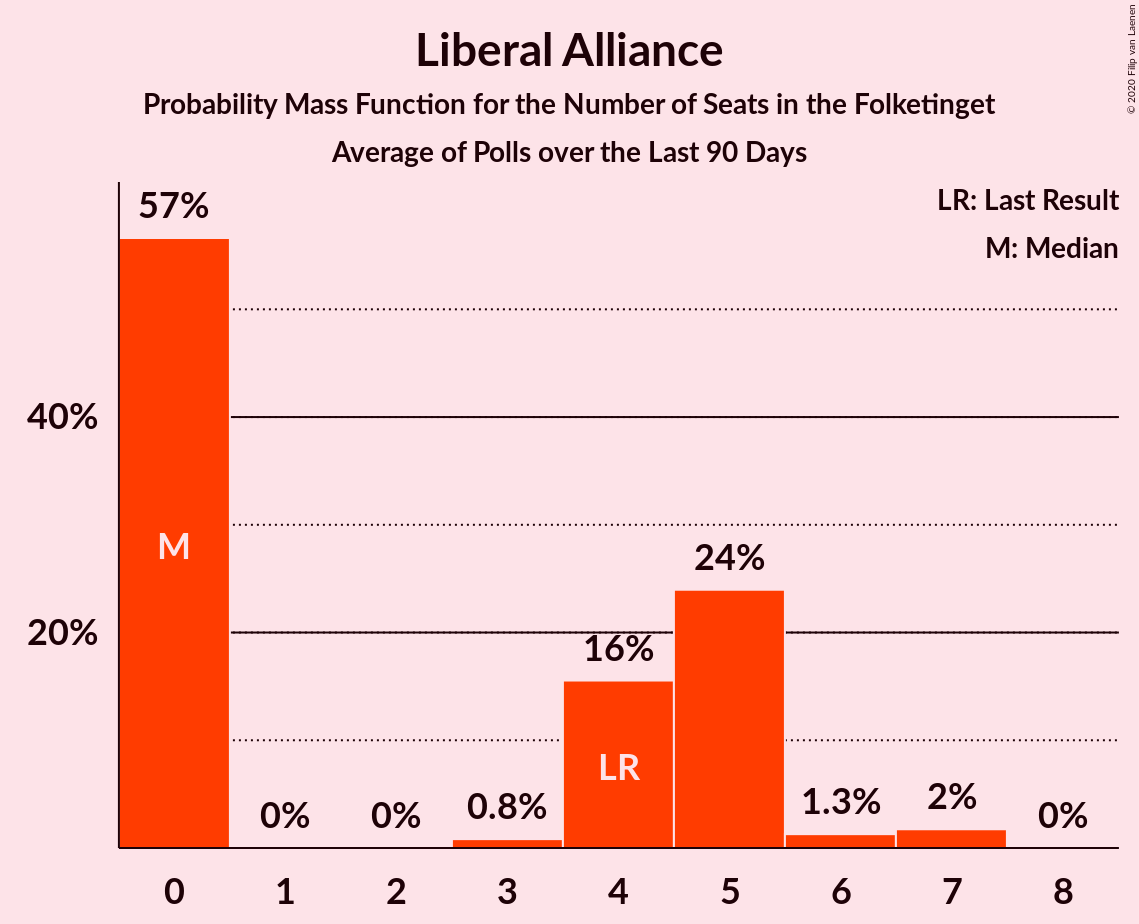 Liberal Alliance
Probability Mass Function for the Number of Seats in the Folketinget
Average of Polls over the Last 90 Days
© 2020 Filip van Laenen
LR: Last Result
M: Median
57%
40%
M
24%
20%
16%
LR
0%
0%
0.8%
1.3%
2%
0%
0 1 2 3 4 5 6 7 8